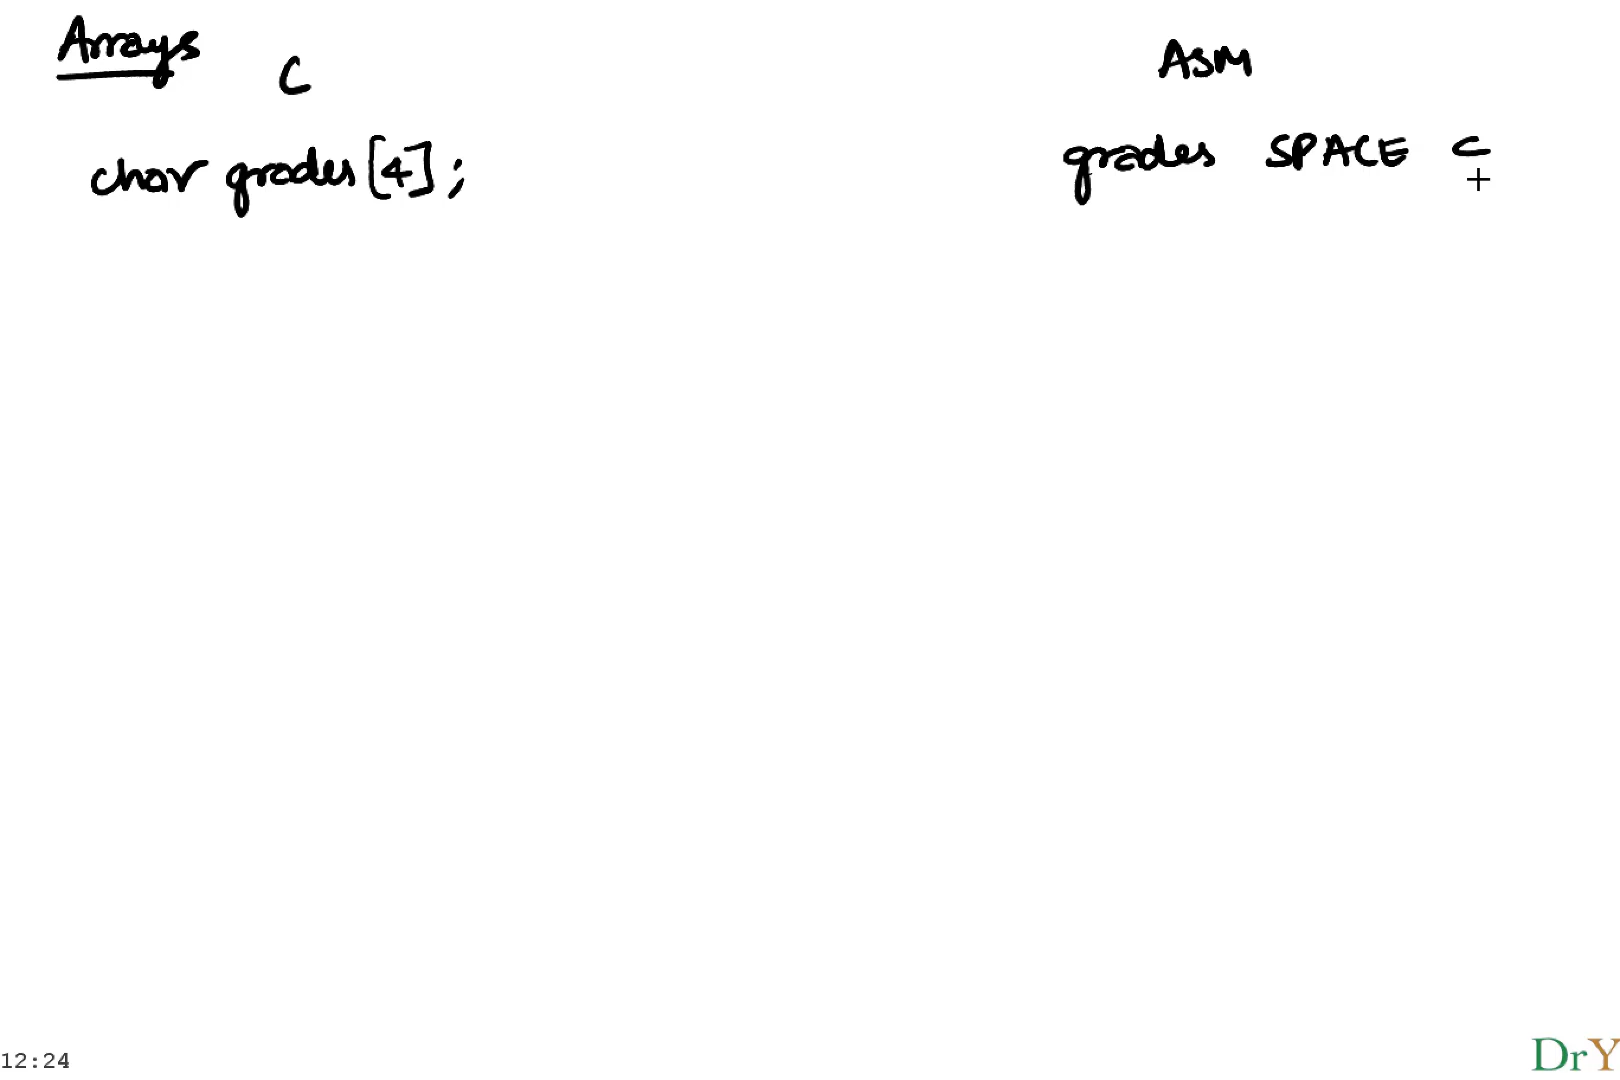 Arrays
C
ASM
char grades[4];
grades SPACE
12:24
DrY